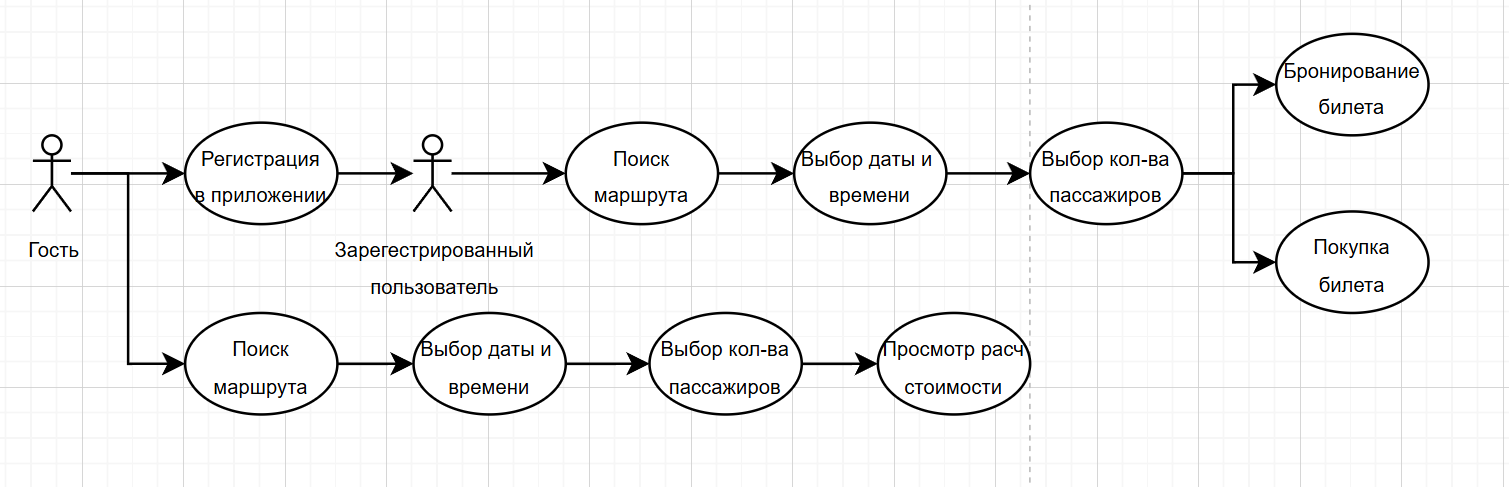 Бронирование
билета
Регистрация
в приложении
Поиск
маршрута
Выбор даты и
времени
Выбор кол-ва
пассажиров
Гость
Зарегестрированный
пользователь
Покупка
билета
Поиск
маршрута
Выбор даты и
времени
Выбор кол-ва
пассажиров
Просмотр расч
стоимости